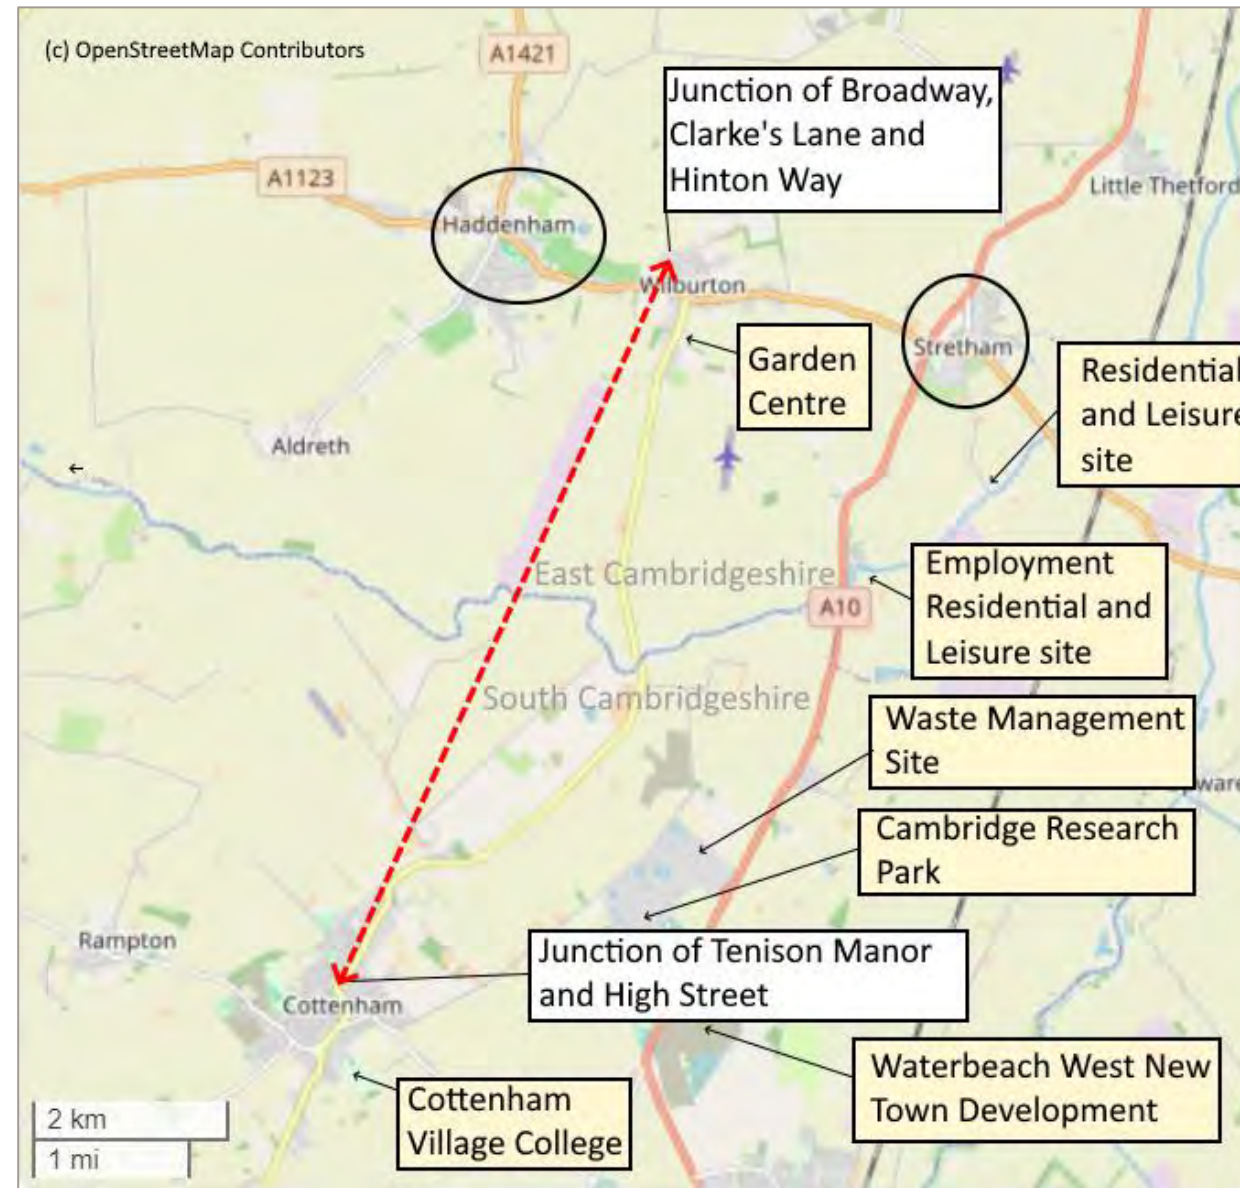 (c) OpenStreetMap Contributors
A1421
Junction of Broadway,
Clarke's Lane and
Hinton Way
A1123
Little Thetford
Haddenham
Wilburton
Garden
Centre
Stretham
Residential
and Leisure
site
Aldreth
East Cambridgeshire
A10
Employment
Residential and
Leisure site
South Cambridgeshire
Waste Management
Site
Cambridge Research
Park
Rampton
Junction of Tenison Manor
and High Street
Cottenham
Waterbeach West New
Town Development
Cottenham
Village College
2 km
1 mi